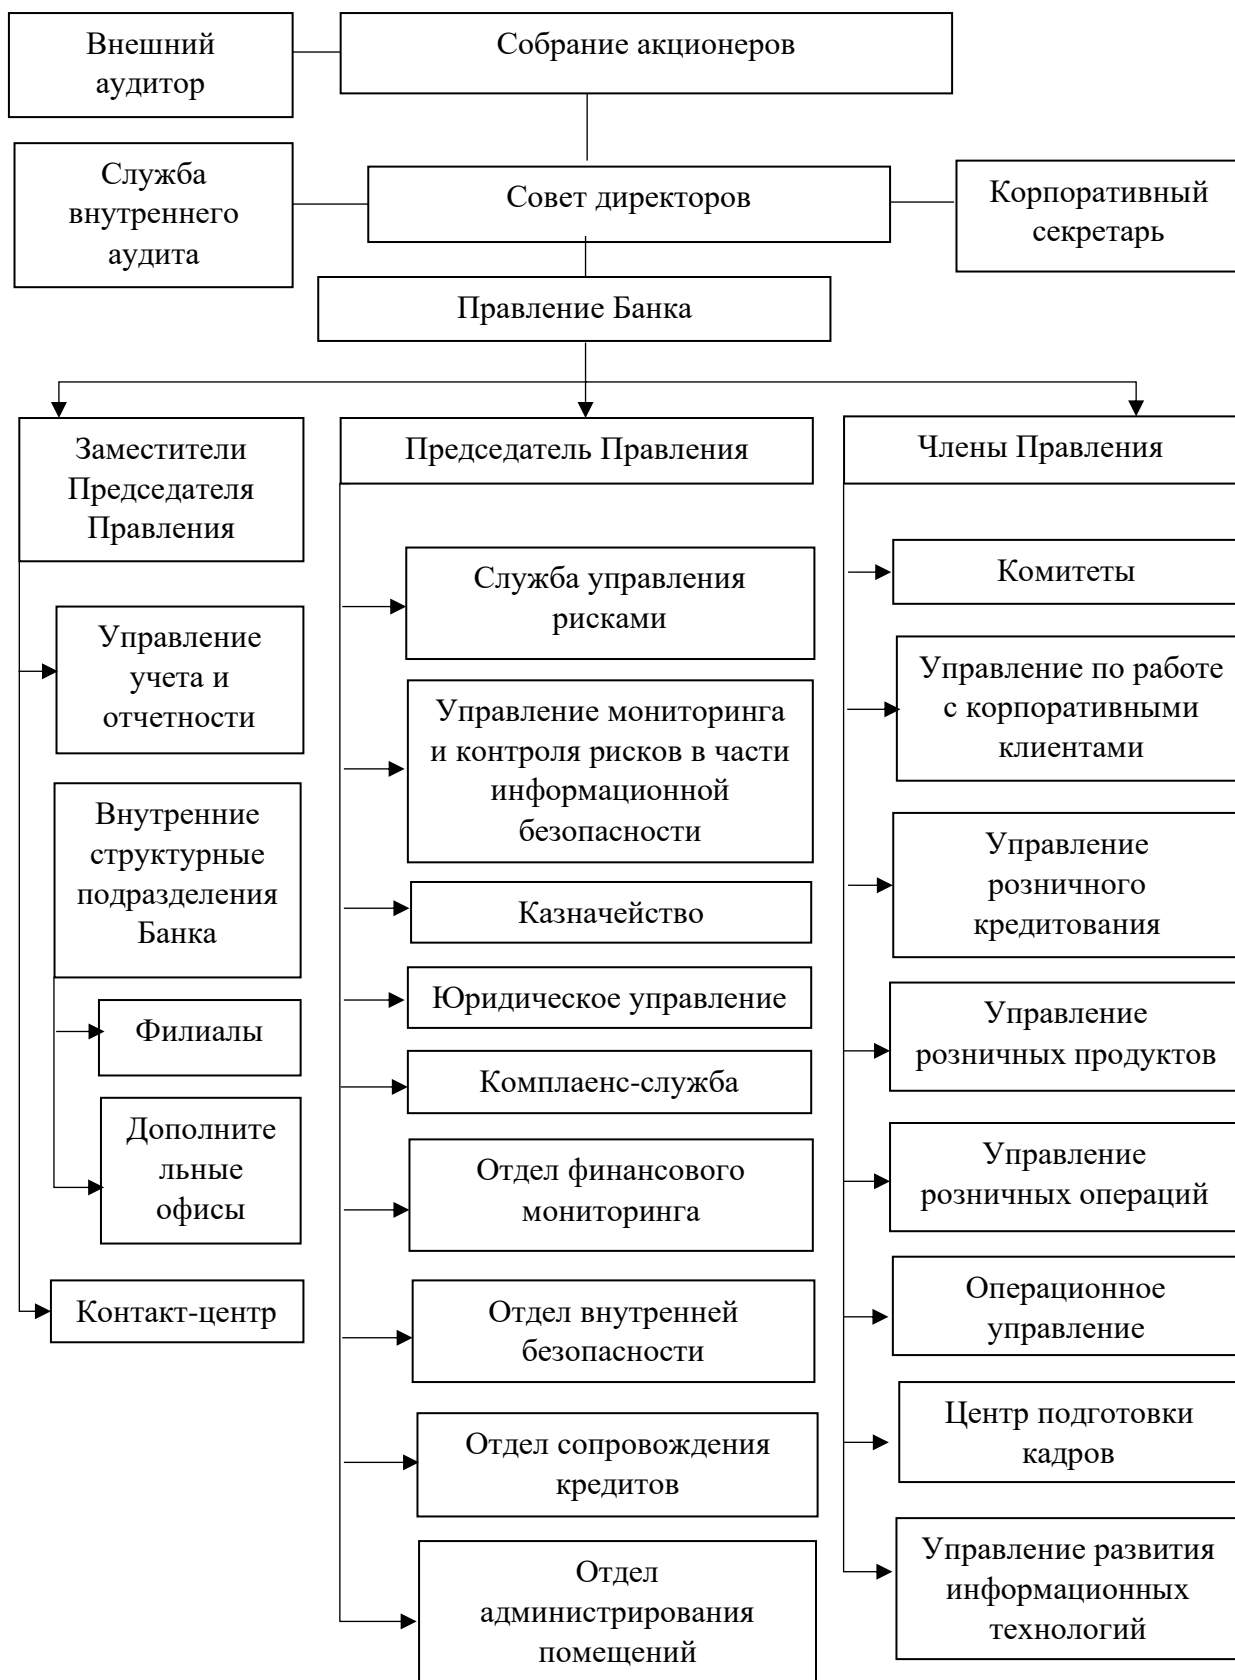 Внешний
аудитор
Собрание акционеров
Служба
внутреннего
аудита
Совет директоров
Корпоративный
секретарь
Правление Банка
Заместители
Председателя
Правления
Председатель Правления
Члены Правления
Управление
учета и
отчетности
Внутренние
структурные
подразделения
Банка
Филиалы
Дополните
льные
офисы
Контакт-центр
Служба управления
рисками
Управление мониторинга
и контроля рисков в части
информационной
безопасности
Казначейство
Юридическое управление
Комплаенс-служба
Отдел финансового
мониторинга
Отдел внутренней
безопасности
Отдел сопровождения
кредитов
Отдел
администрирования
помещений
Комитеты
Управление по работе
с корпоративными
клиентами
Управление
розничного
кредитования
Управление
розничных продуктов
Управление
розничных операций
Операционное
управление
Центр подготовки
кадров
Управление развития
информационных
технологий